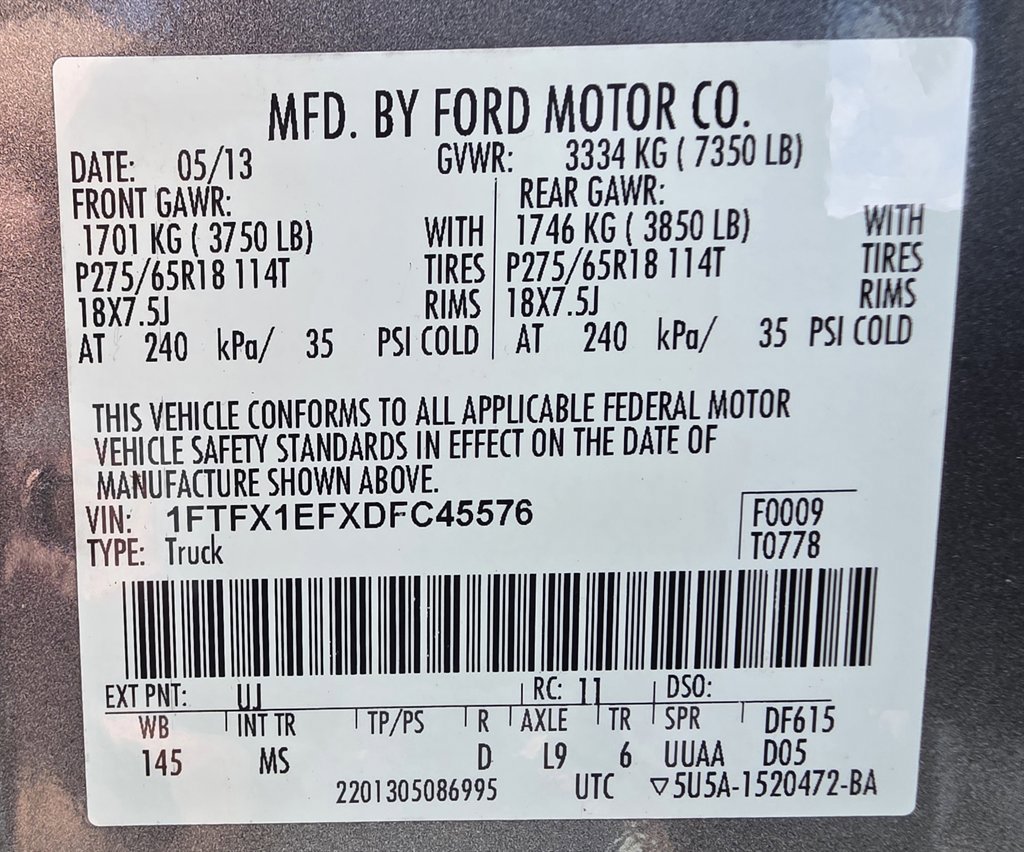 MFD. BY FORD MOTOR CO.
DATE: 05/13 GVWR: 3334 KG ( 7350 LB)
FRONT GAWR: REAR GAWR:
1701 KG ( 3750 LB) WITH 1746 KG ( 3850 LB) WITH
P275/65R18 114T TIRES P275/65R18 114T TIRES
18X7.5J RIMS 18X7.5J RIMS
AT 240 kPa/ 35 PSI COLD AT 240 kPa/ 35 PSI COLD
THIS VEHICLE CONFORMS TO ALL APPLICABLE FEDERAL MOTOR
VEHICLE SAFETY STANDARDS IN EFFECT ON THE DATE OF
MANUFACTURE SHOWN ABOVE.
VIN: 1FTFX1EFXDFC45576 F0009
TYPE: Truck T0778
EXT PNT: UJ RC: 11 DSO:
WB INT TR TP/PS R AXLE TR SPR DF615
145 MS D L9 6 UUAA D05
2201305086995 UTC ▽5U5A-1520472-BA